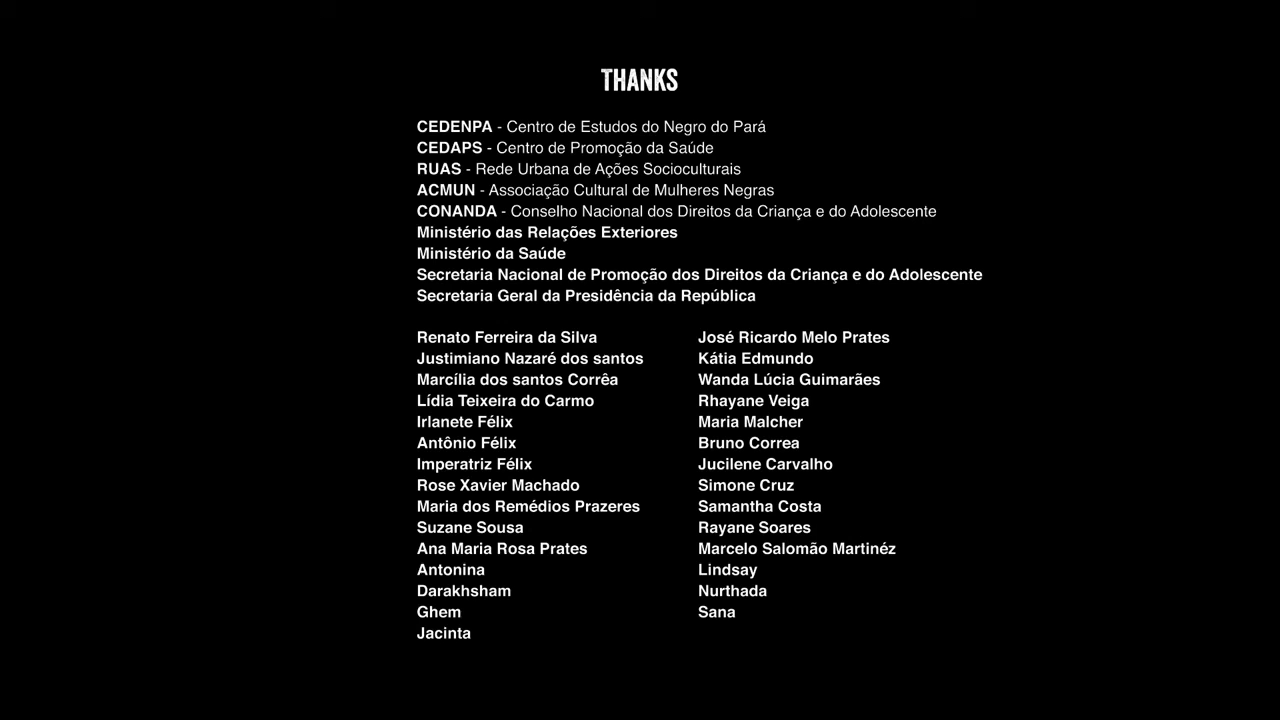 THANKS
CEDENPA - Centro de Estudos do Negro do Pará
CEDAPS - Centro de Promoção da Saúde
RUAS - Rede Urbana de Ações Socioculturais
ACMUN - Associação Cultural de Mulheres Negras
CONANDA - Conselho Nacional dos Direitos da Criança e do Adolescente
Ministério das Relações Exteriores
Ministério da Saúde
Secretaria Nacional de Promoção dos Direitos da Criança e do Adolescente
Secretaria Geral da Presidência da República
Renato Ferreira da Silva
Justimiano Nazaré dos santos
Marcília dos santos Corrêa
Lídia Teixeira do Carmo
Irlanete Félix
Antônio Félix
Imperatriz Félix
Rose Xavier Machado
Maria dos Remédios Prazeres
Suzane Sousa
Ana Maria Rosa Prates
Antonina
Darakhsham
Ghem
Jacinta
José Ricardo Melo Prates
Kátia Edmundo
Wanda Lúcia Guimarães
Rhayane Veiga
Maria Malcher
Bruno Correa
Jucilene Carvalho
Simone Cruz
Samantha Costa
Rayane Soares
Marcelo Salomão Martinéz
Lindsay
Nurthada
Sana